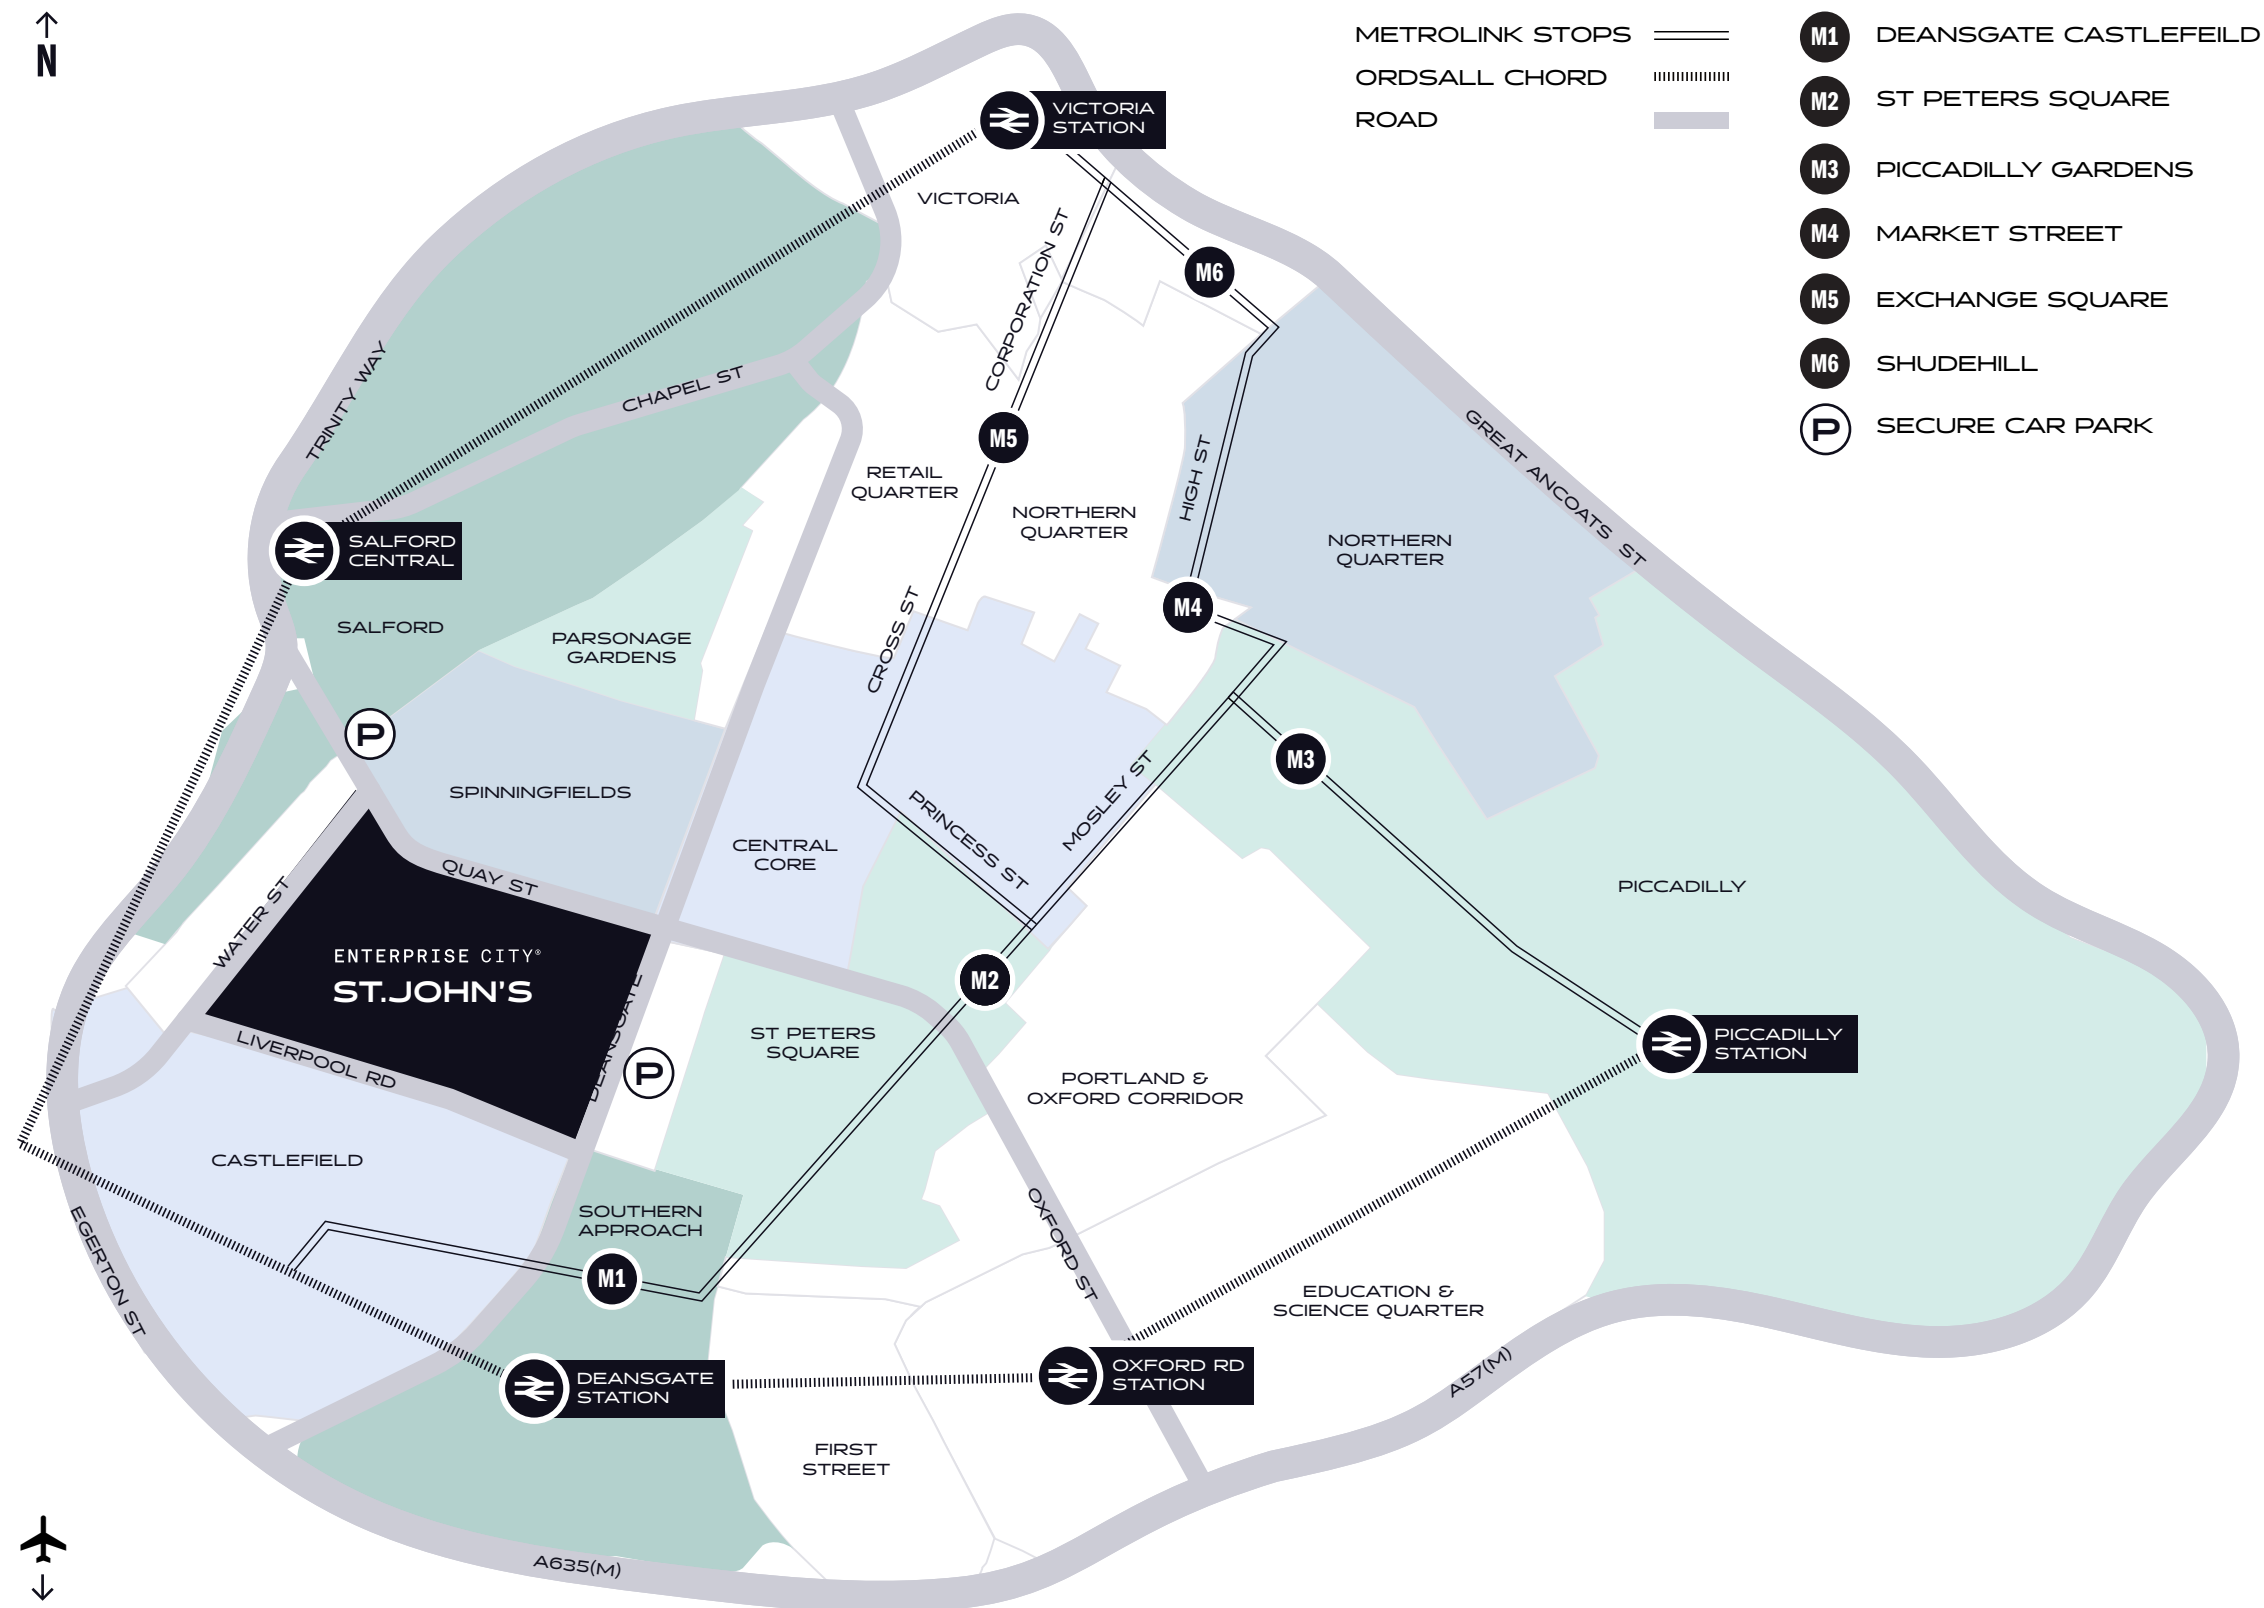 N
METROLINK STOPS
ORDSALL CHORD
ROAD
M1 DEANSGATE CASTLEFEILD
M2 ST PETERS SQUARE
M3 PICCADILLY GARDENS
M4 MARKET STREET
M5 EXCHANGE SQUARE
M6 SHUDEHILL
P SECURE CAR PARK
VICTORIA
STATION
VICTORIA
CORPORATION ST
M6
TRINITY WAY
CHAPEL ST
M5
RETAIL
QUARTER
NORTHERN
QUARTER
HIGH ST
GREAT ANCOATS ST
NORTHERN
QUARTER
SALFORD
CENTRAL
SALFORD
PARSONAGE
GARDENS
CROSS ST
M4
P
SPINNINGFIELDS
M3
MOSLEY ST
PRINCESS ST
CENTRAL
CORE
QUAY ST
WATER ST
PICCADILLY
ENTERPRISE CITY®
ST.JOHN'S
M2
DEANSGATE
LIVERPOOL RD
P
ST PETERS
SQUARE
PICCADILLY
STATION
PORTLAND &
OXFORD CORRIDOR
CASTLEFIELD
SOUTHERN
APPROACH
M1
EGERTON ST
OXFORD ST
EDUCATION &
SCIENCE QUARTER
DEANSGATE
STATION
OXFORD RD
STATION
A57(M)
FIRST
STREET
A635(M)